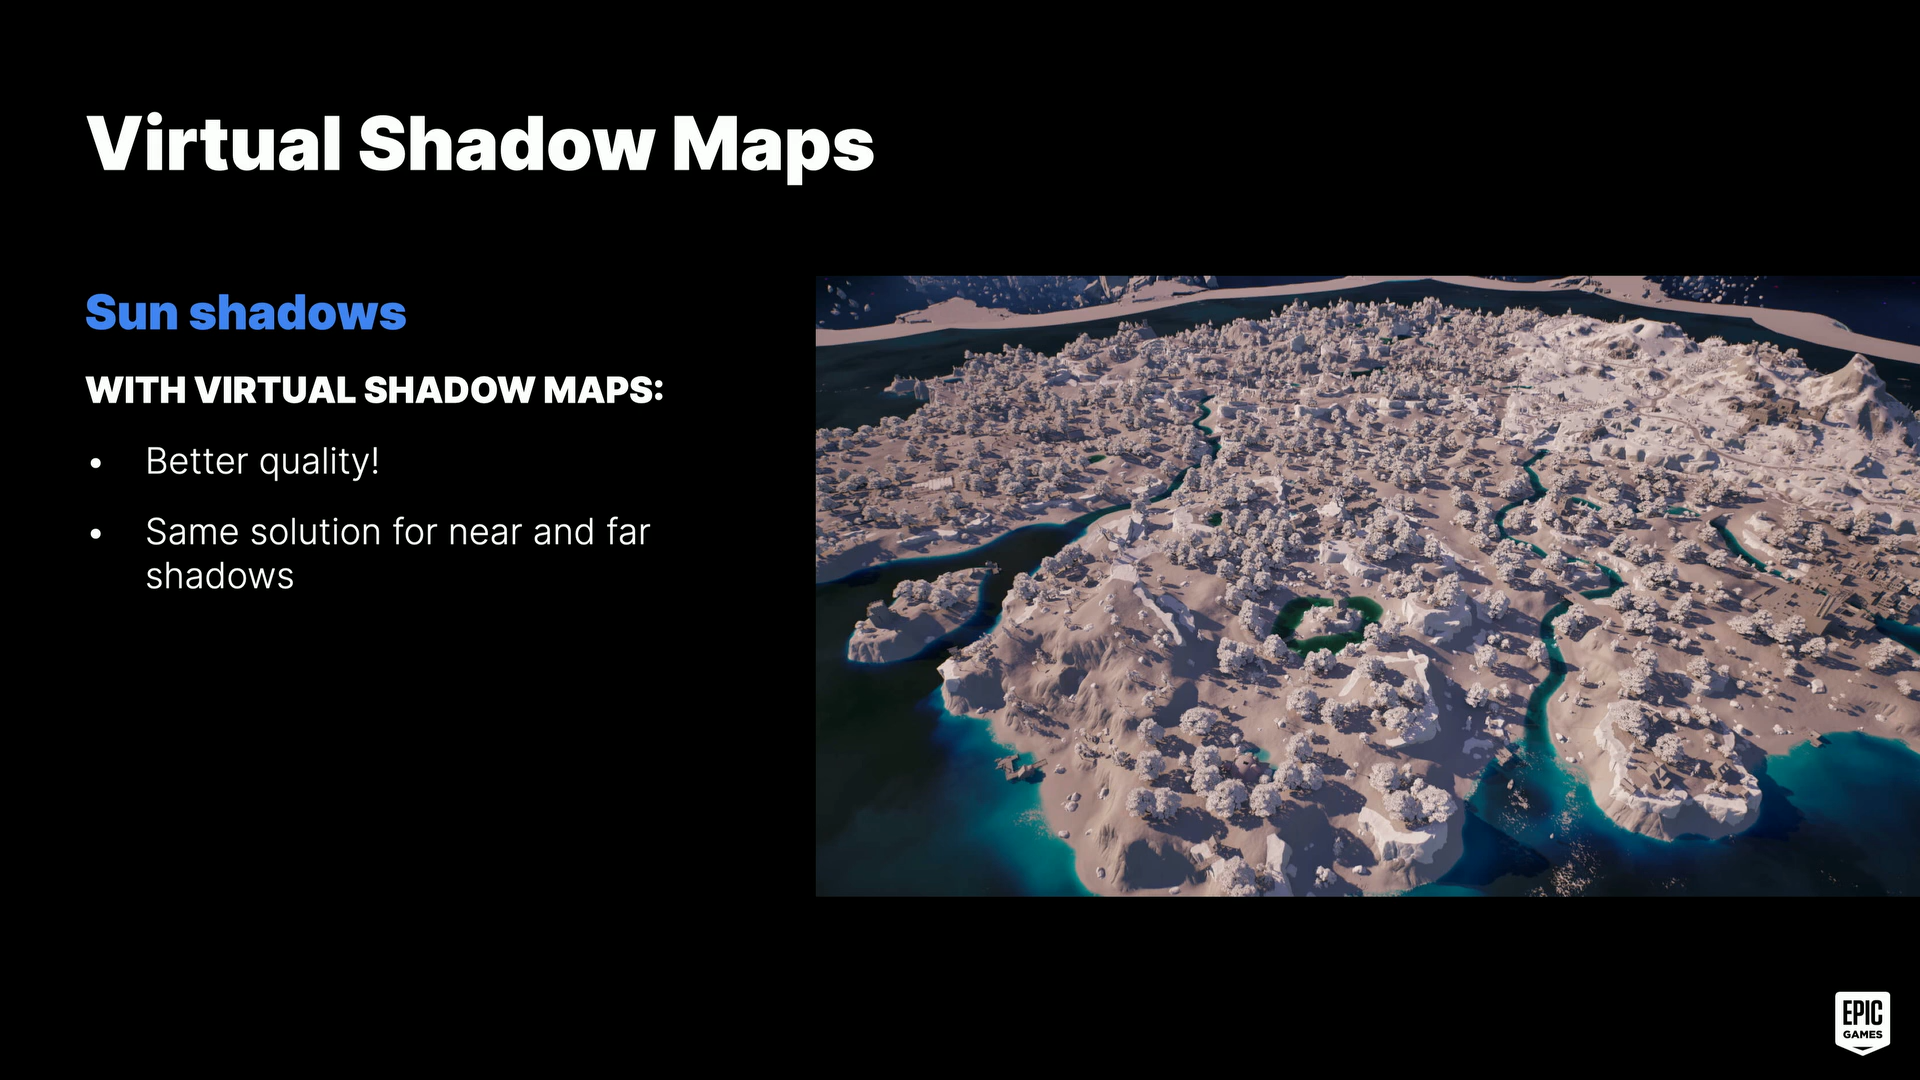 Virtual Shadow Maps
Sun shadows
WITH VIRTUAL SHADOW MAPS:
• Better quality!
• Same solution for near and far
shadows
EPIC
GAMES